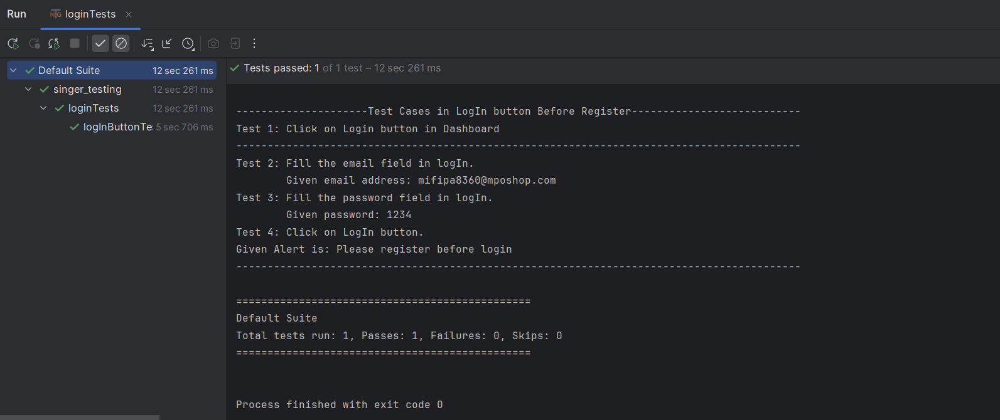 Run
loginTests
Default Suite 12 sec 261 ms
singer_testing 12 sec 261 ms
loginTests 12 sec 261 ms
logInButtonTe 5 sec 706 ms
Tests passed: 1 of 1 test – 12 sec 261 ms
---------------------Test Cases in LogIn button Before Register---------------------------
Test 1: Click on Login button in Dashboard
------------------------------------------------------------------------------------------
Test 2: Fill the email field in logIn.
Given email address: mifipa8360@mposhop.com
Test 3: Fill the password field in logIn.
Given password: 1234
Test 4: Click on LogIn button.
Given Alert is: Please register before login
------------------------------------------------------------------------------------------
===============================================
Default Suite
Total tests run: 1, Passes: 1, Failures: 0, Skips: 0
===============================================
Process finished with exit code 0